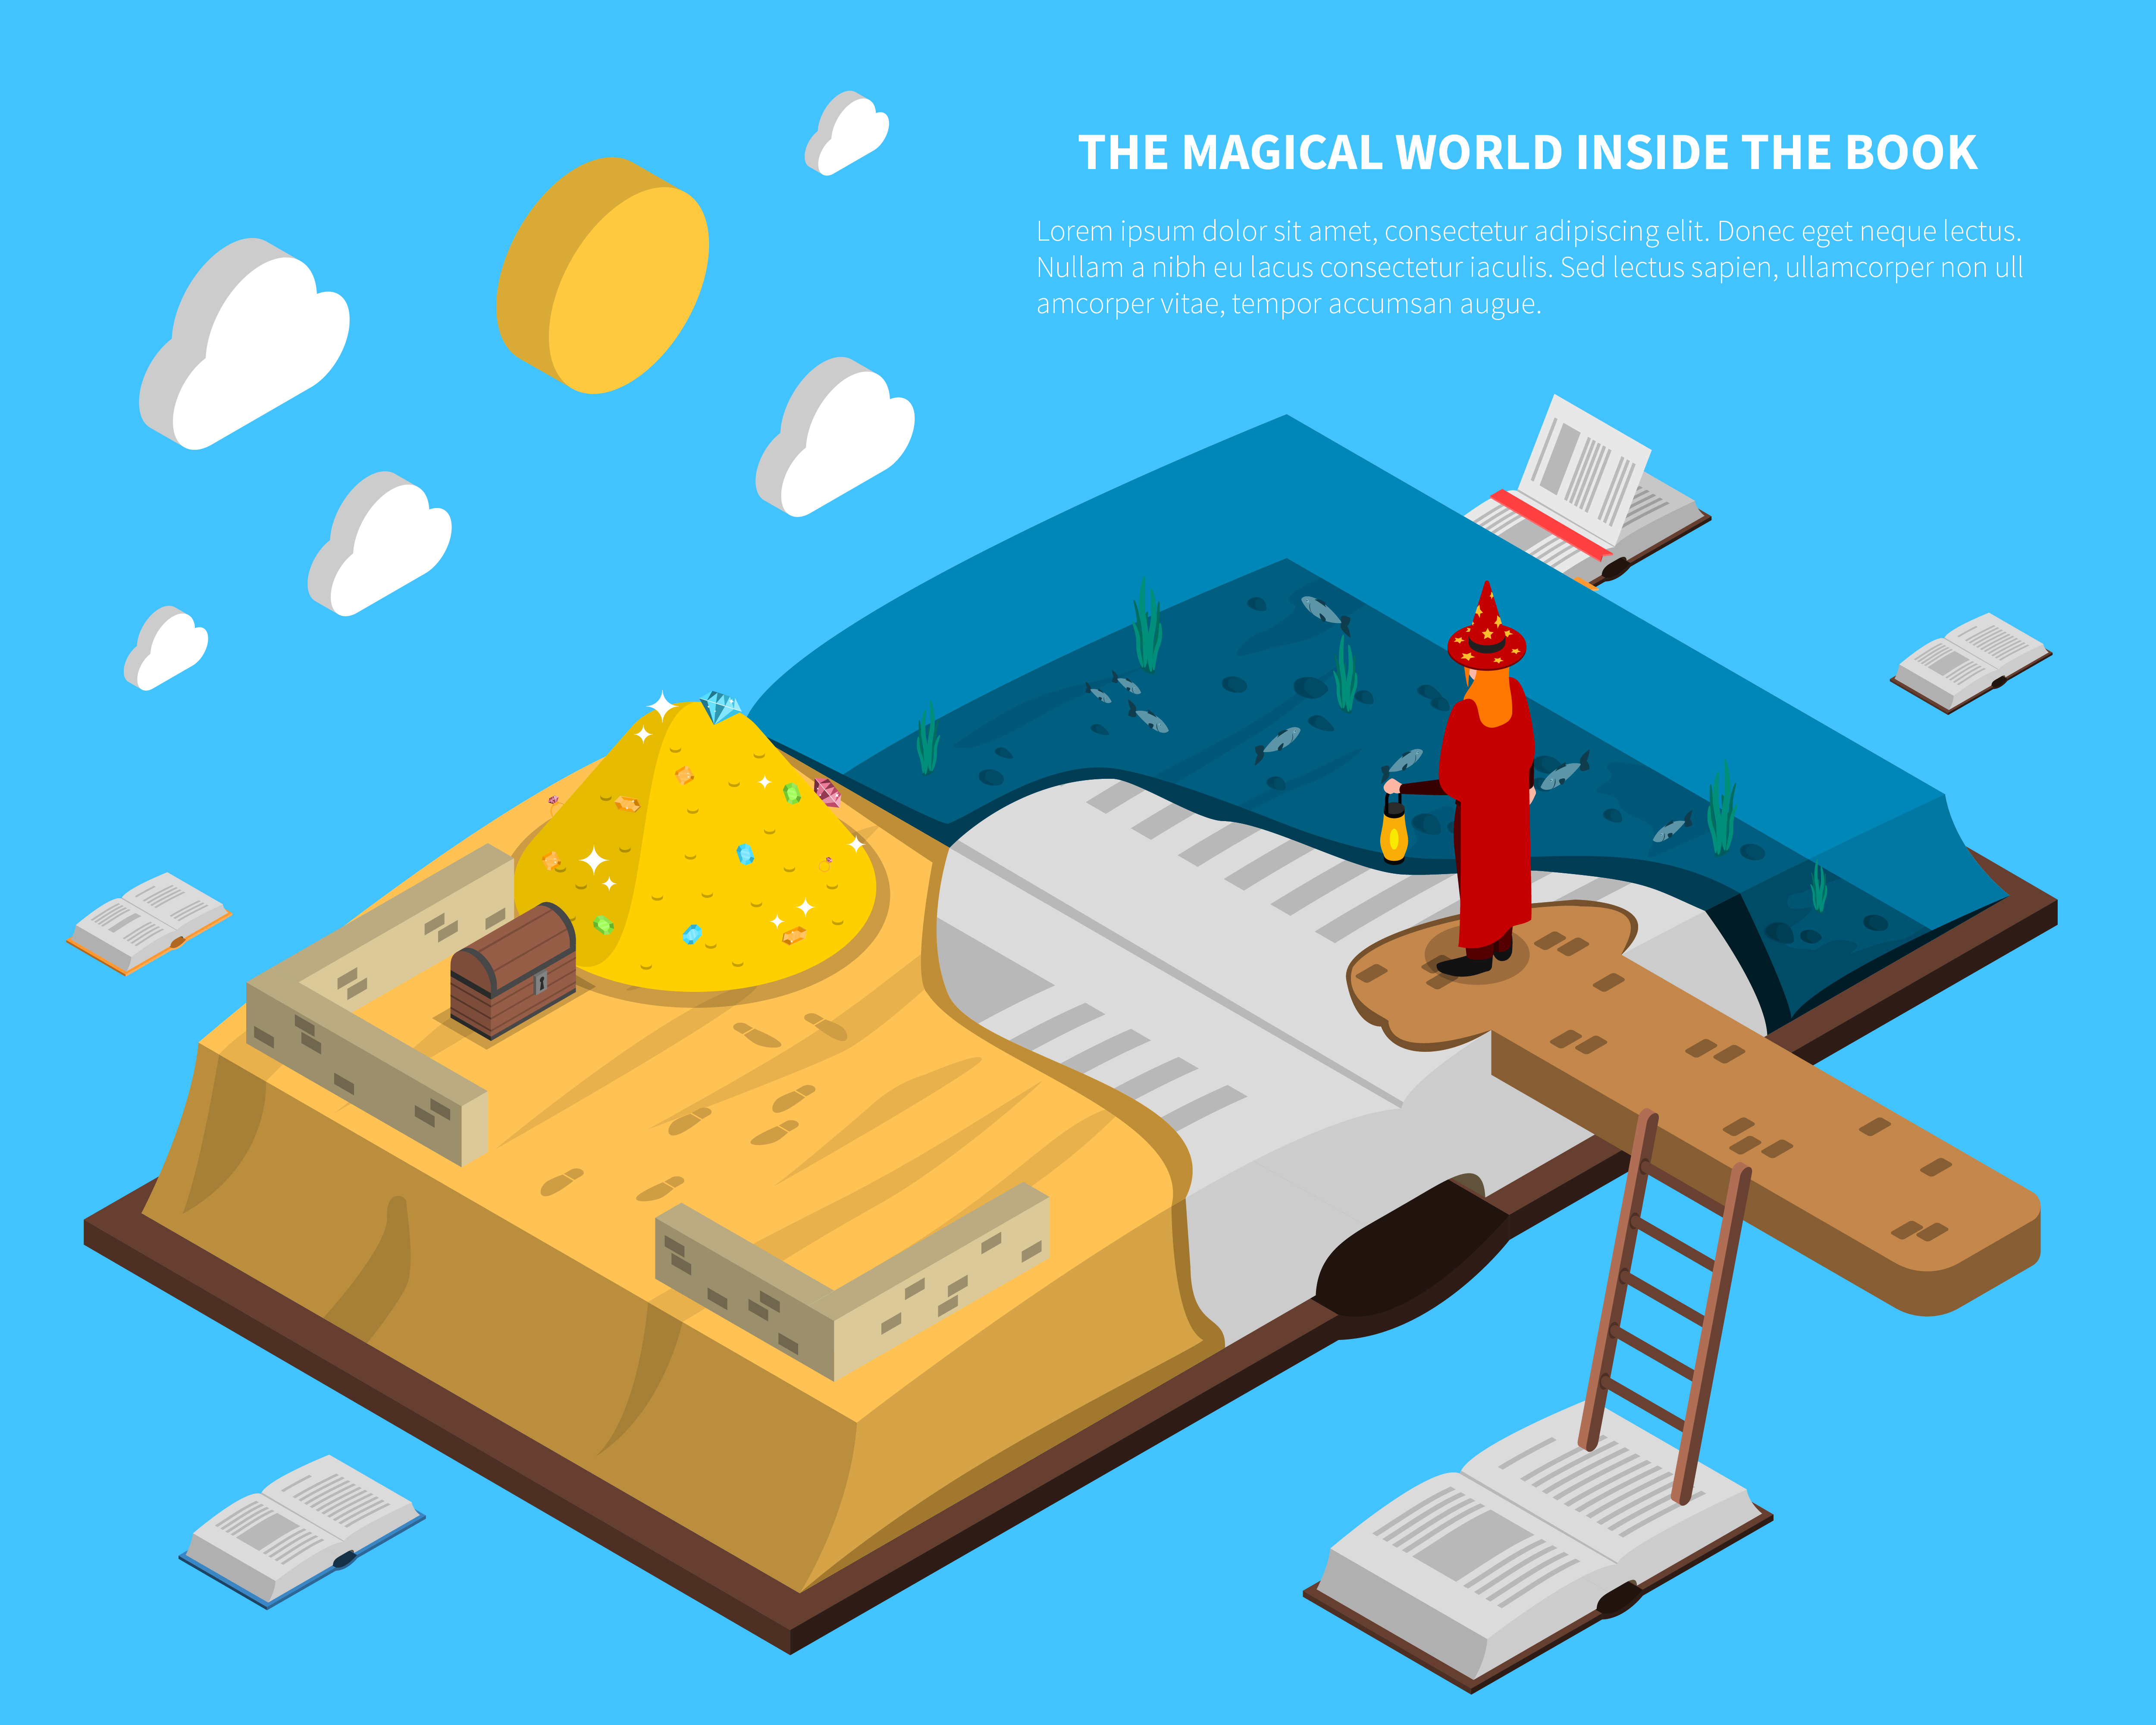 THE MAGICAL WORLD INSIDE THE BOOK
Lorem ipsum dolor sit amet, consectetur adipiscing elit. Donec eget neque lectus.
Nullam a nibh eu lacus consectetur iaculis. Sed lectus sapien, ullamcorper non ull
amcorper vitae, tempor accumsan augue.